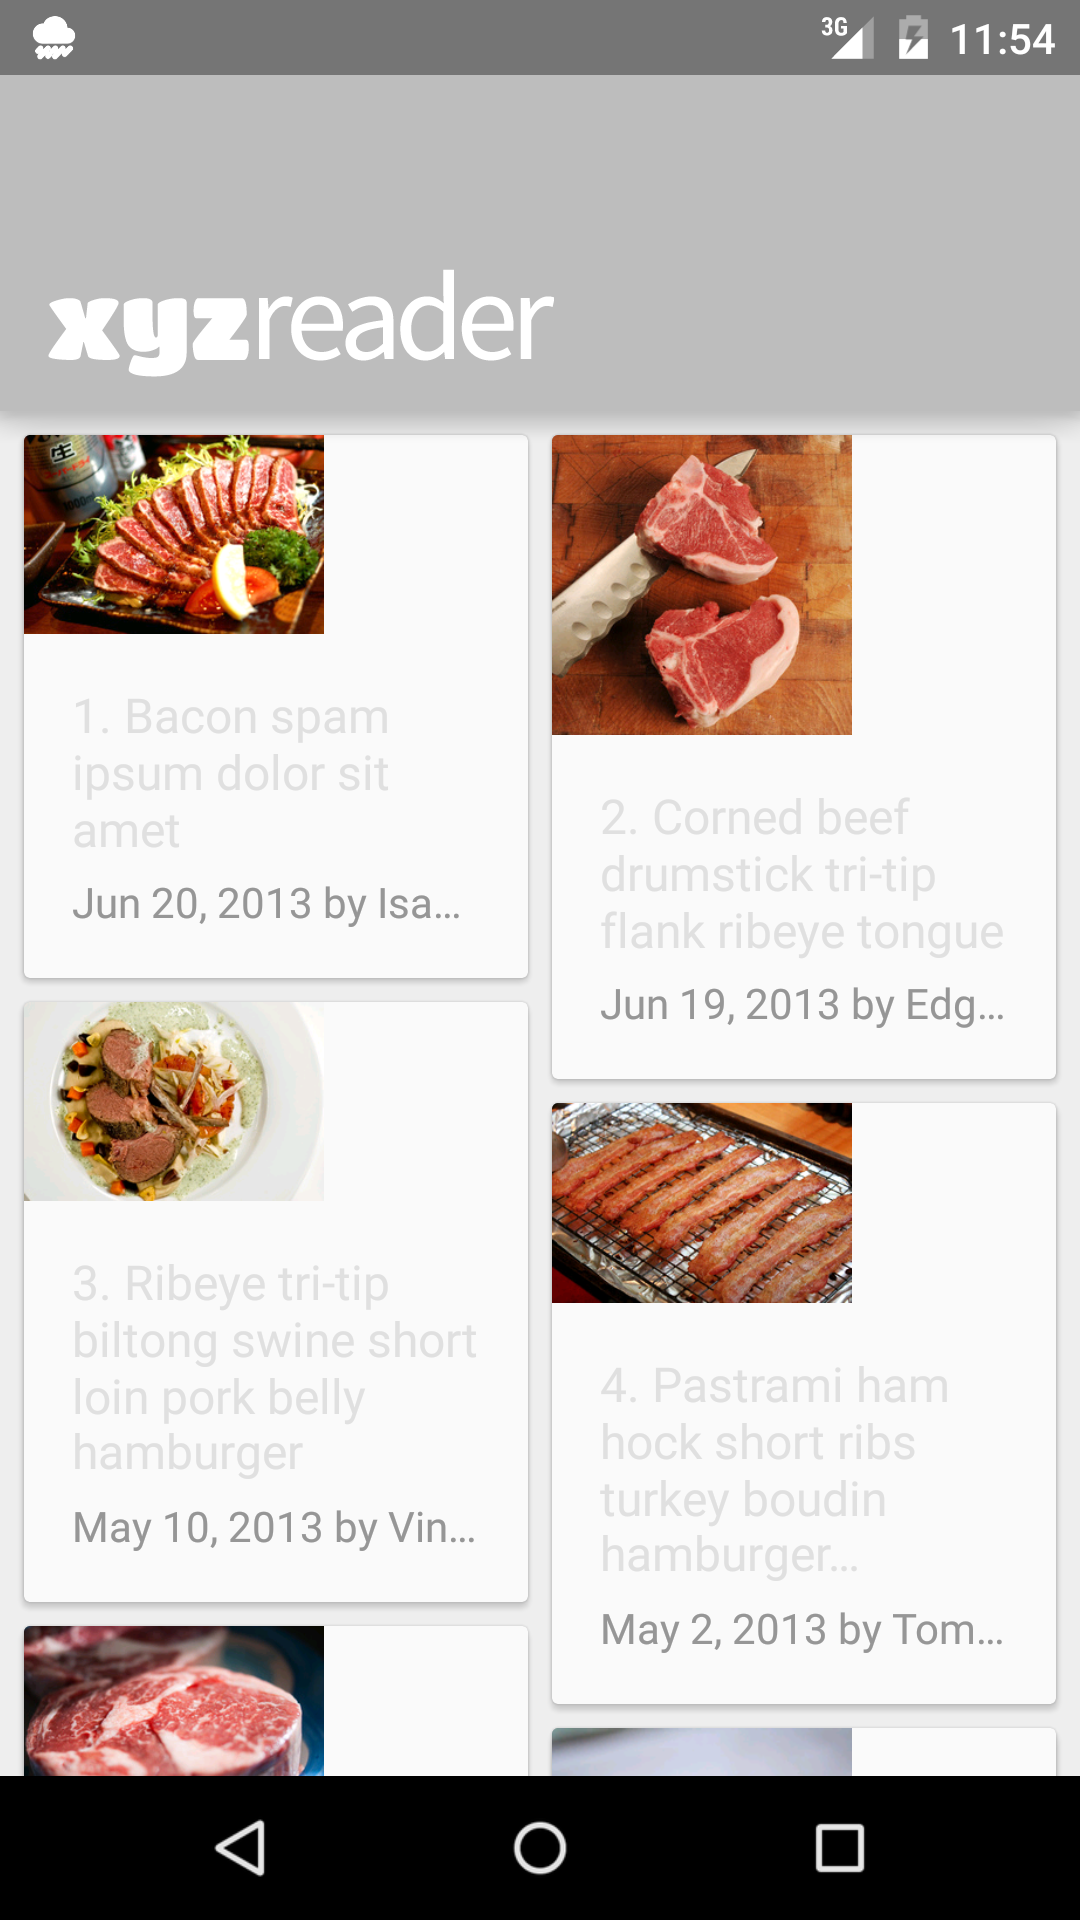 3G 11:54
xyzreader
生
1000m
1. Bacon spam
ipsum dolor sit
amet
Jun 20, 2013 by Isa...
2. Corned beef
drumstick tri-tip
flank ribeye tongue
Jun 19, 2013 by Edg...
3. Ribeye tri-tip
biltong swine short
loin pork belly
hamburger
May 10, 2013 by Vin...
4. Pastrami ham
hock short ribs
turkey boudin
hamburger...
May 2, 2013 by Tom...